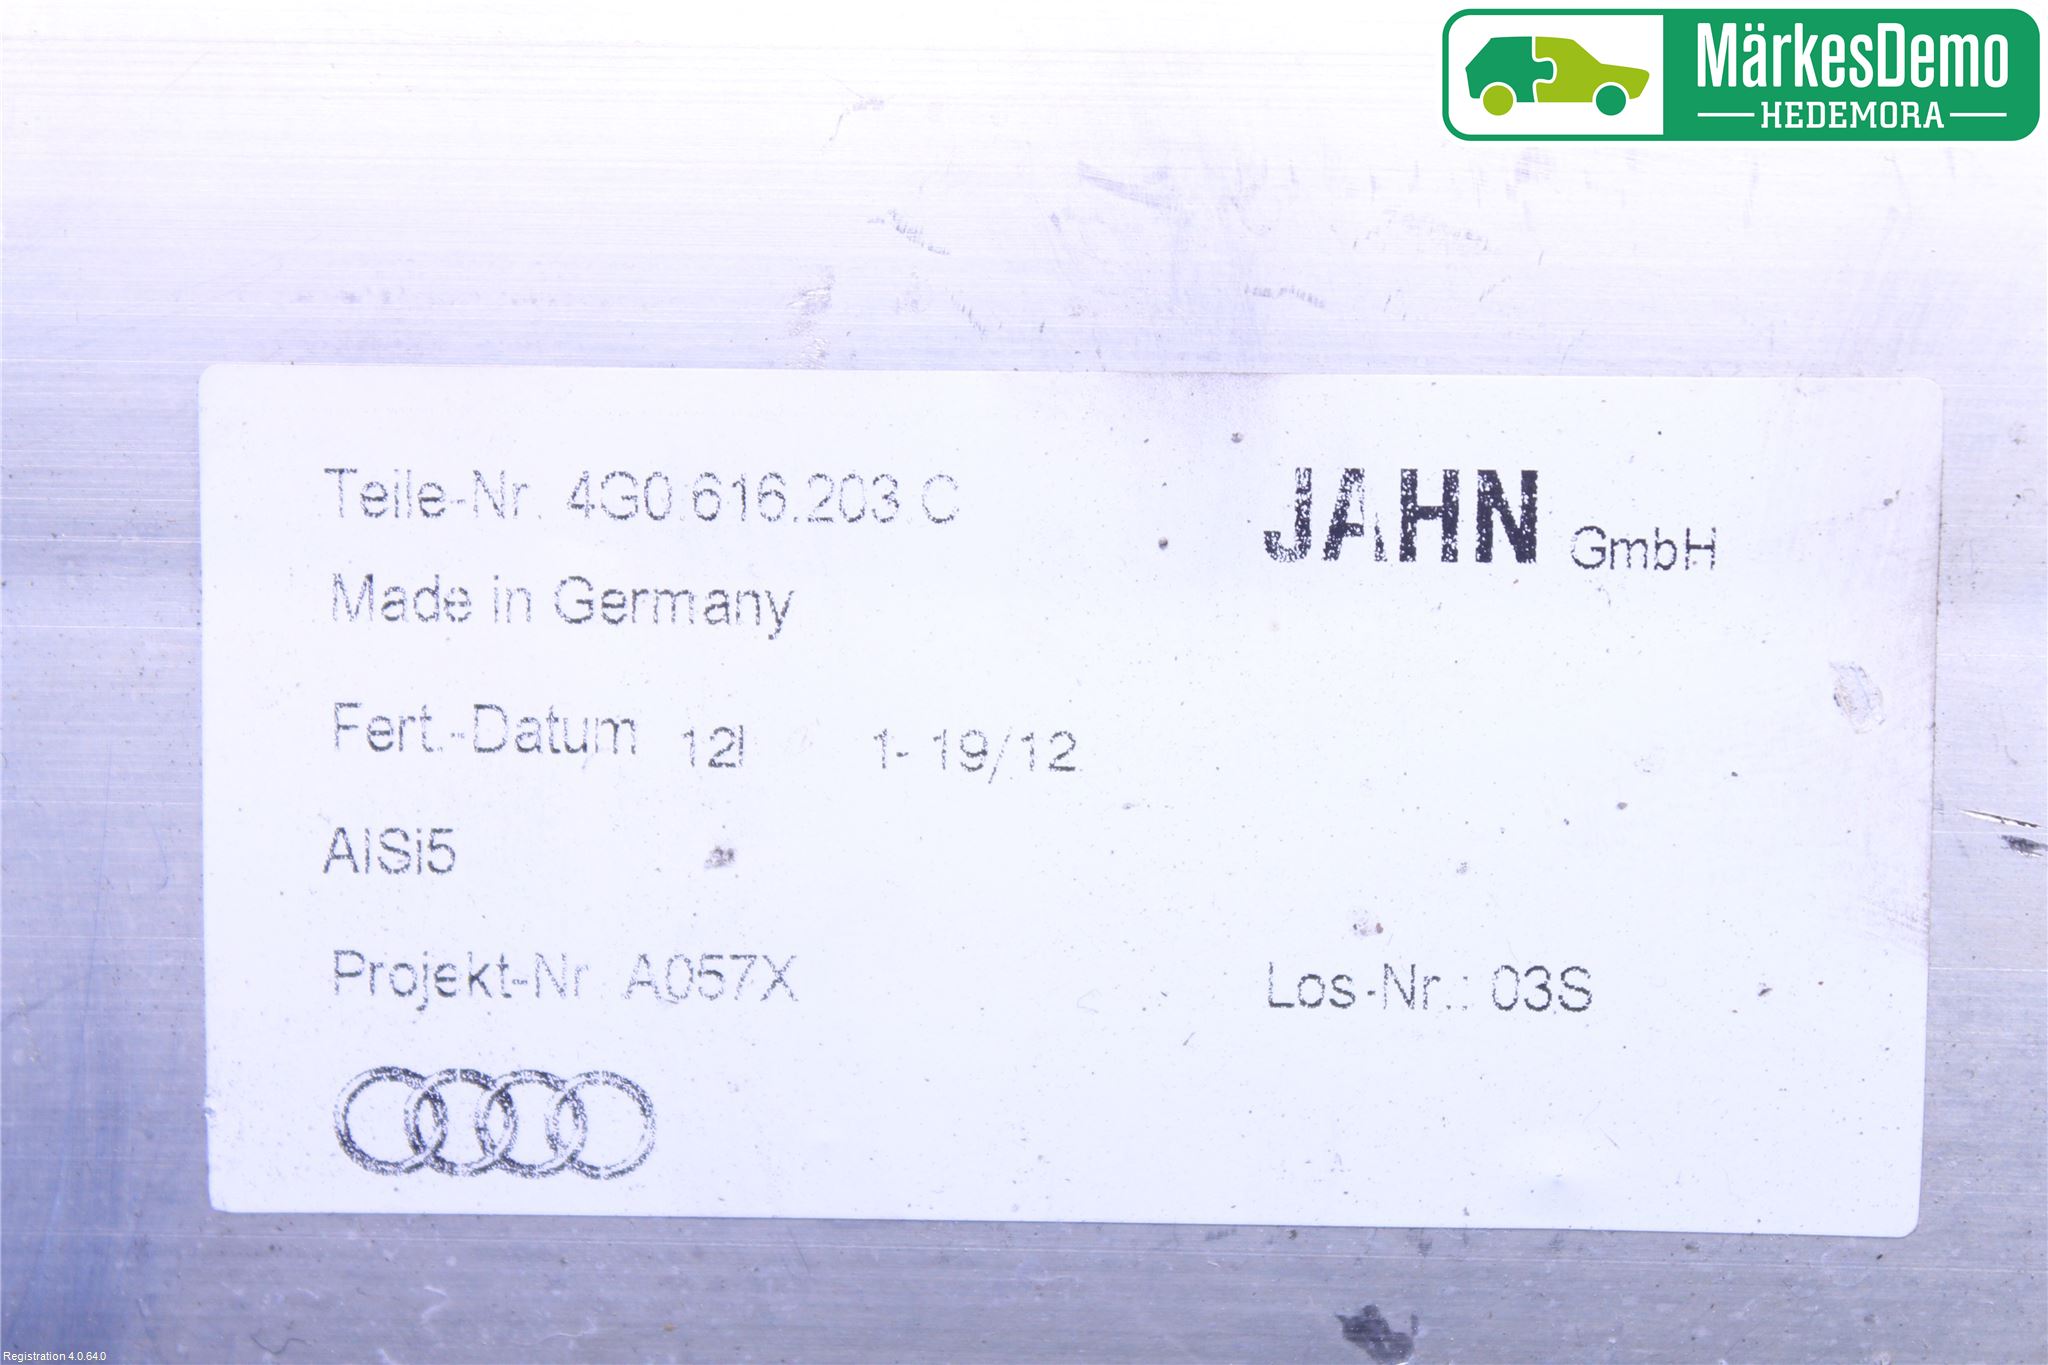 MärkesDemo
HEDEMORA
Teile-Nr. 4G0.616.203.C
JAHN GmbH
Made in Germany
Fert.-Datum 12I 1-19/12
AlSi5
Projekt-Nr. A057X
Los-Nr.: 03S
Registration 4.0.64.0